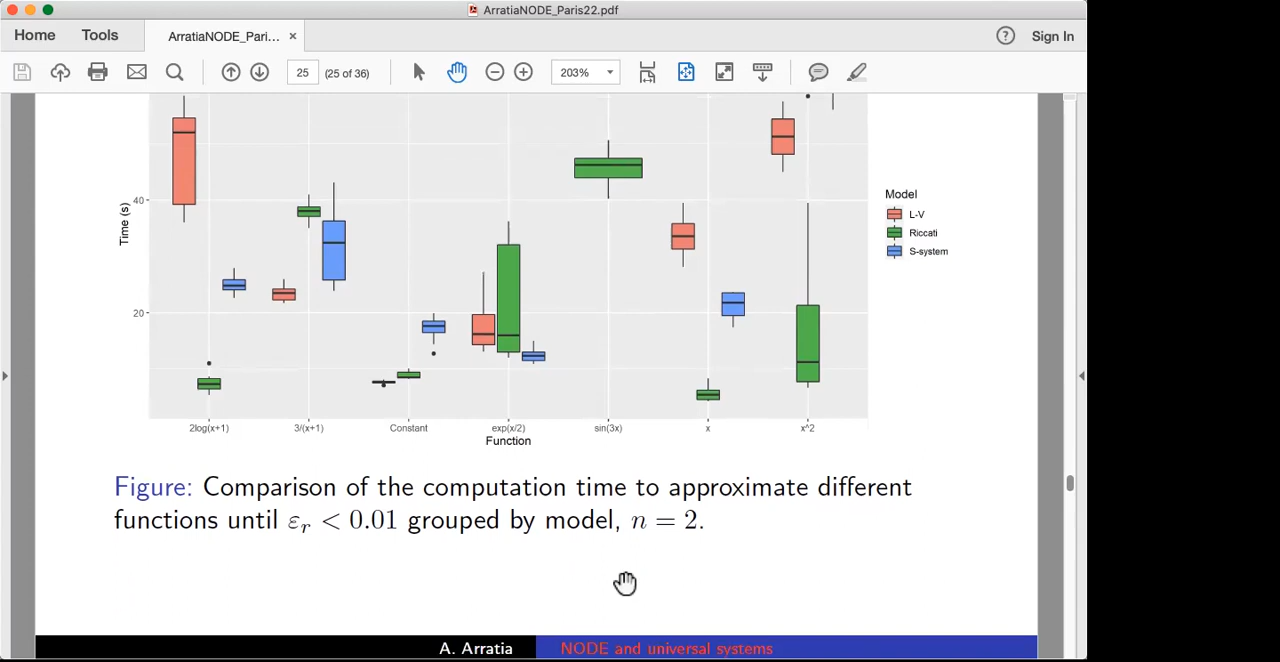 ArratiaNODE_Paris22.pdf
Home
Tools
ArratiaNODE_Pari... ×
? Sign In
25 (25 of 36)
203%
Time (s)
40
20
2log(x+1) 3/(x+1) Constant exp(x/2) sin(3x) x x^2
Function
Model
L-V
Riccati
S-system
Figure: Comparison of the computation time to approximate different
functions until εr < 0.01 grouped by model, n = 2.
A. Arratia NODE and universal systems